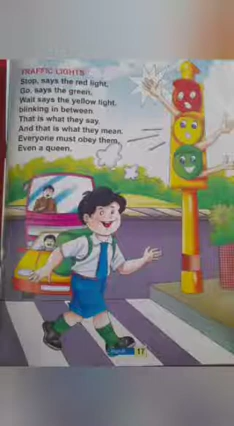 TRAFFIC LIGHTS
Stop, says the red light,
Go, says the green,
Wait says the yellow light,
blinking in between
That is what they say
And that is what they mean.
Everyone must obey them,
Even a queen.
17